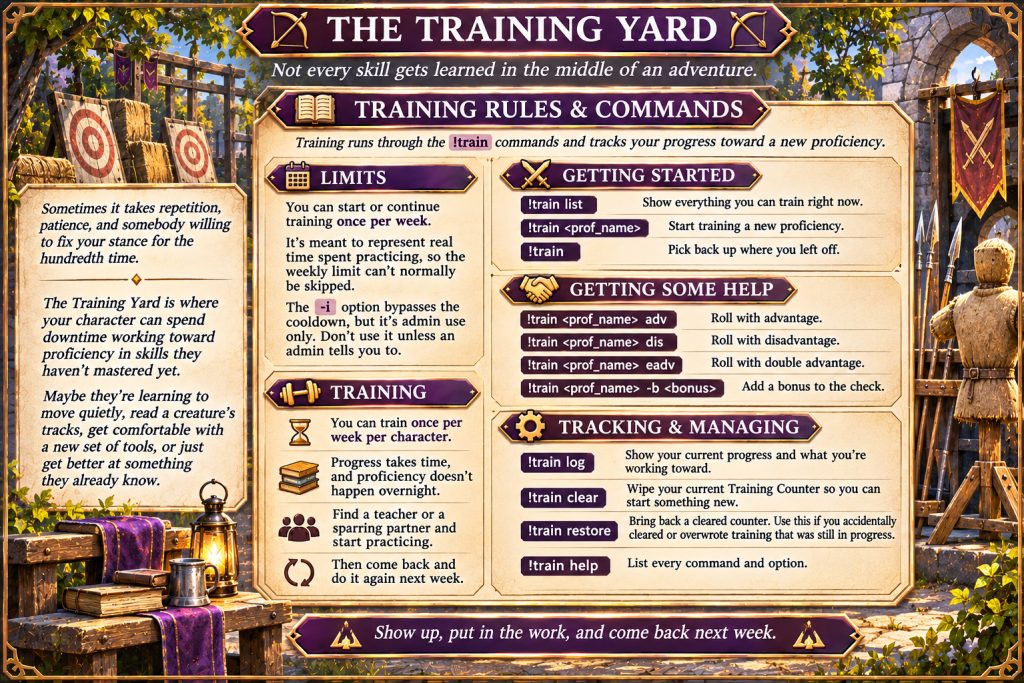 THE TRAINING YARD
Not every skill gets learned in the middle of an adventure.
Sometimes it takes repetition,
patience, and somebody willing
to fix your stance for the
hundredth time.
The Training Yard is where
your character can spend
downtime working toward
proficiency in skills they
haven't mastered yet.
Maybe they're learning to
move quietly, read a creature's
tracks, get comfortable with
a new set of tools, or just
get better at something
they already know.
TRAINING RULES & COMMANDS
Training runs through the !train commands and tracks your progress toward a new proficiency.
LIMITS
You can start or continue
training once per week.
It's meant to represent real
time spent practicing, so the
weekly limit can't normally
be skipped.
The -i option bypasses the
cooldown, but it's admin use
only. Don't use it unless an
admin tells you to.
TRAINING
You can train once per
week per character.
Progress takes time,
and proficiency doesn't
happen overnight.
Find a teacher or a
sparring partner and
start practicing.
Then come back and
do it again next week.
GETTING STARTED
!train list Show everything you can train right now.
!train <prof_name> Start training a new proficiency.
!train Pick back up where you left off.
GETTING SOME HELP
!train <prof_name> adv Roll with advantage.
!train <prof_name> dis Roll with disadvantage.
!train <prof_name> eadv Roll with double advantage.
!train <prof_name> -b <bonus> Add a bonus to the check.
TRACKING & MANAGING
!train log Show your current progress and what you're
working toward.
!train clear Wipe your current Training Counter so you can
start something new.
!train restore Bring back a cleared counter. Use this if you accidentally
cleared or overwrote training that was still in progress.
!train help List every command and option.
Show up, put in the work, and come back next week.